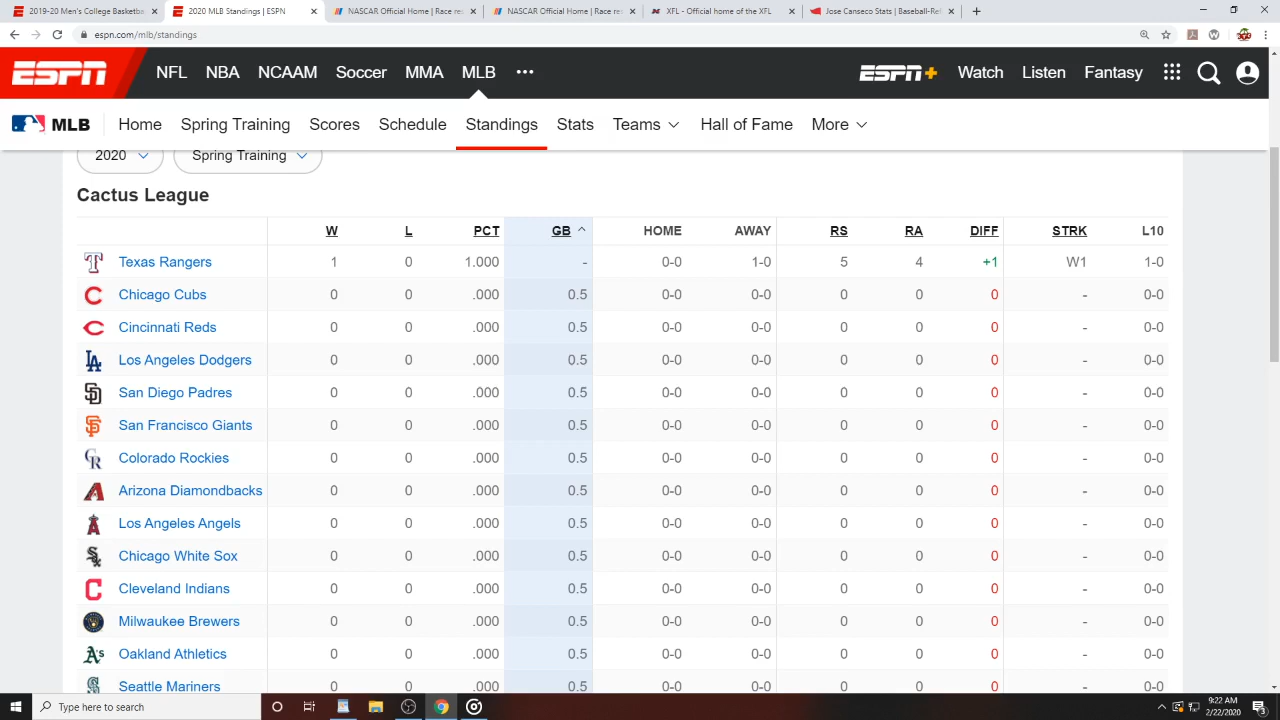 2019-20 NBA Season Basketba
2020 MLB Standings | ESPN
NASCAR Official Home | Race res
NASCAR Official Home | Race res
XFL - Official Home of the XFL
Jose Canseco Stats | Baseball-Ref
espn.com/mlb/standings
ESPN NFL NBA NCAAM Soccer MMA MLB ESPN+ Watch Listen Fantasy
MLB Home Spring Training Scores Schedule Standings Stats Teams Hall of Fame More
2020 Spring Training
Cactus League
W L PCT GB HOME AWAY RS RA DIFF STRK L10
Texas Rangers 1 0 1.000 - 0-0 1-0 5 4 +1 W1 1-0
Chicago Cubs 0 0 .000 0.5 0-0 0-0 0 0 0 - 0-0
Cincinnati Reds 0 0 .000 0.5 0-0 0-0 0 0 0 - 0-0
Los Angeles Dodgers 0 0 .000 0.5 0-0 0-0 0 0 0 - 0-0
San Diego Padres 0 0 .000 0.5 0-0 0-0 0 0 0 - 0-0
San Francisco Giants 0 0 .000 0.5 0-0 0-0 0 0 0 - 0-0
Colorado Rockies 0 0 .000 0.5 0-0 0-0 0 0 0 - 0-0
Arizona Diamondbacks 0 0 .000 0.5 0-0 0-0 0 0 0 - 0-0
Los Angeles Angels 0 0 .000 0.5 0-0 0-0 0 0 0 - 0-0
Chicago White Sox 0 0 .000 0.5 0-0 0-0 0 0 0 - 0-0
Cleveland Indians 0 0 .000 0.5 0-0 0-0 0 0 0 - 0-0
Milwaukee Brewers 0 0 .000 0.5 0-0 0-0 0 0 0 - 0-0
Oakland Athletics 0 0 .000 0.5 0-0 0-0 0 0 0 - 0-0
Seattle Mariners 0 0 .000 0.5 0-0 0-0 0 0 0 - 0-0
Type here to search
9:22 AM
2/22/2020